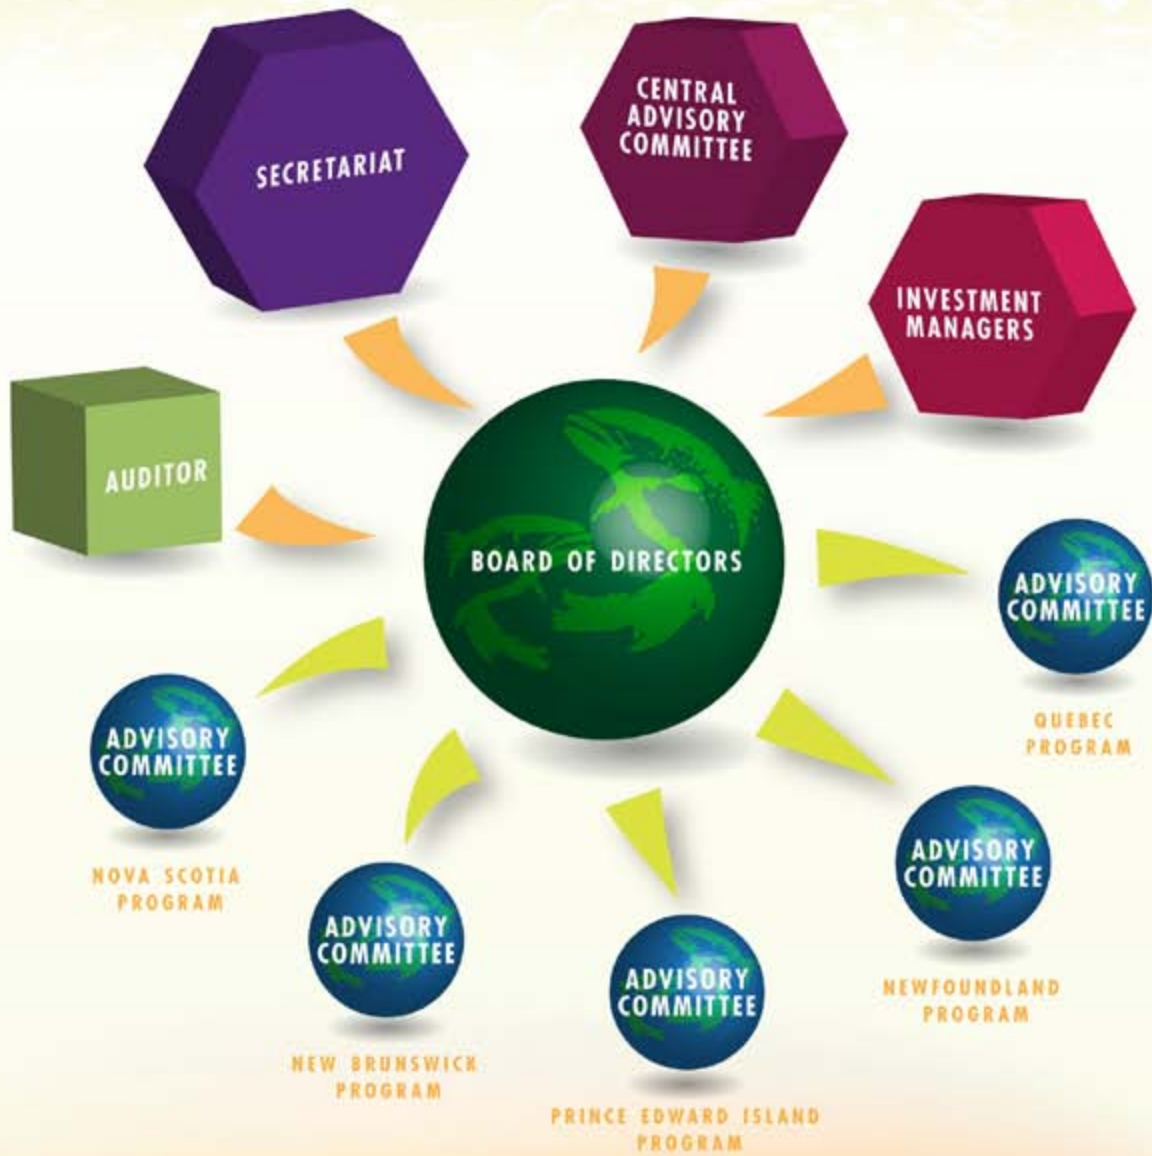 CENTRAL
ADVISORY
COMMITTEE
SECRETARIAT
INVESTMENT
MANAGERS
AUDITOR
BOARD OF DIRECTORS
ADVISORY
COMMITTEE
QUEBEC
PROGRAM
ADVISORY
COMMITTEE
NOVA SCOTIA
PROGRAM
ADVISORY
COMMITTEE
NEWFOUNDLAND
PROGRAM
ADVISORY
COMMITTEE
NEW BRUNSWICK
PROGRAM
ADVISORY
COMMITTEE
PRINCE EDWARD ISLAND
PROGRAM